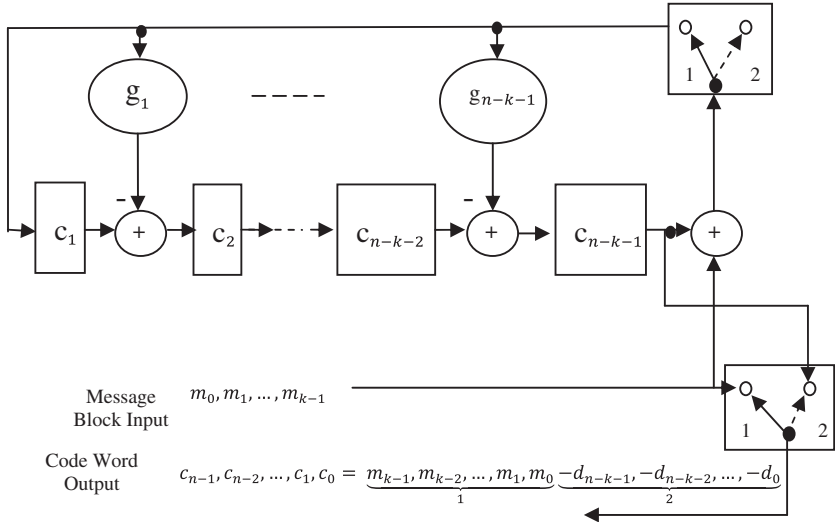 1 2
g₁ – – – – gₙ₋ₖ₋₁
- -
c₁ + c₂ cₙ₋ₖ₋₂ + cₙ₋ₖ₋₁ +
Message m₀, m₁, …, mₖ₋₁
Block Input
1 2
Code Word
Output
cₙ₋₁, cₙ₋₂, …, c₁, c₀ = mₖ₋₁, mₖ₋₂, …, m₁, m₀ −dₙ₋ₖ₋₁, −dₙ₋ₖ₋₂, …, −d₀
1 2